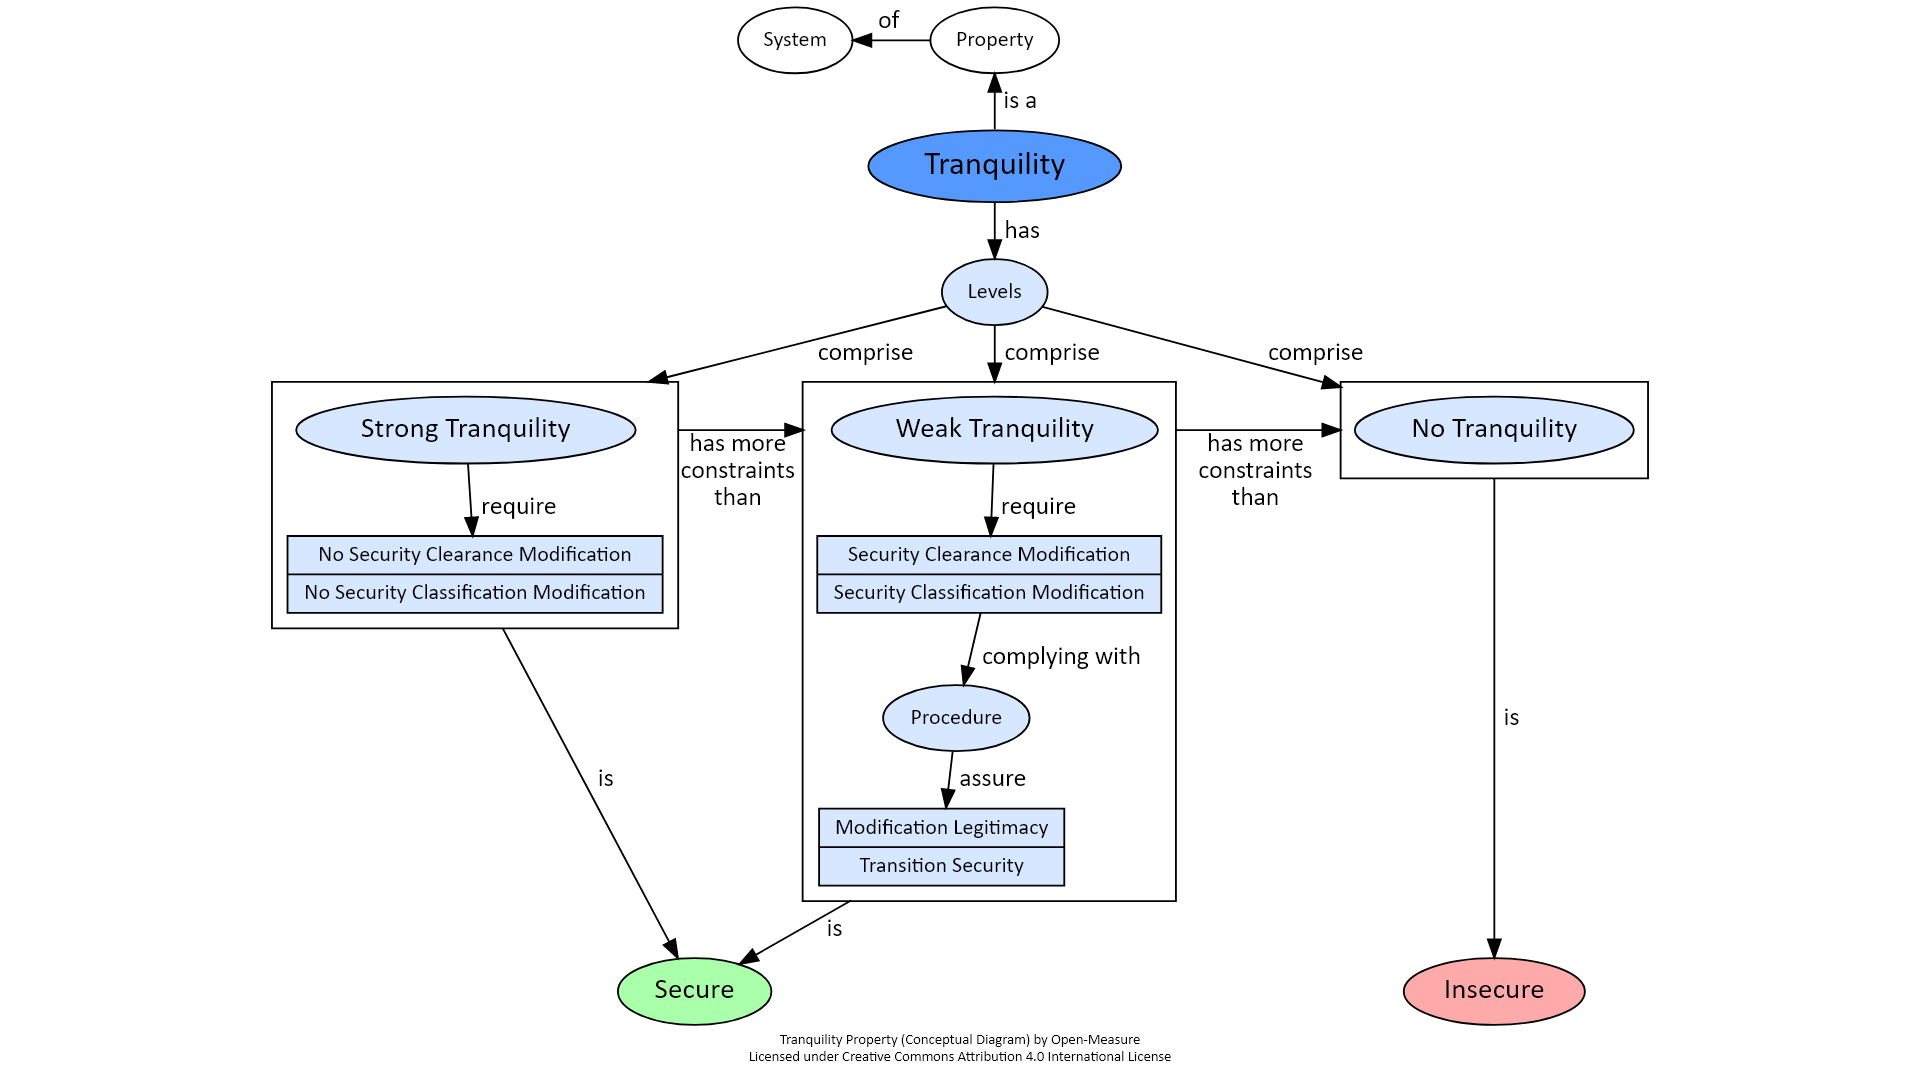 of
System
Property
is a
Tranquility
has
Levels
comprise
comprise
comprise
Strong Tranquility
Weak Tranquility
No Tranquility
has more
constraints
than
has more
constraints
than
require
require
No Security Clearance Modification
No Security Classification Modification
Security Clearance Modification
Security Classification Modification
complying with
Procedure
is
is
assure
Modification Legitimacy
Transition Security
is
Secure
Insecure
Tranquility Property (Conceptual Diagram) by Open-Measure
Licensed under Creative Commons Attribution 4.0 International License